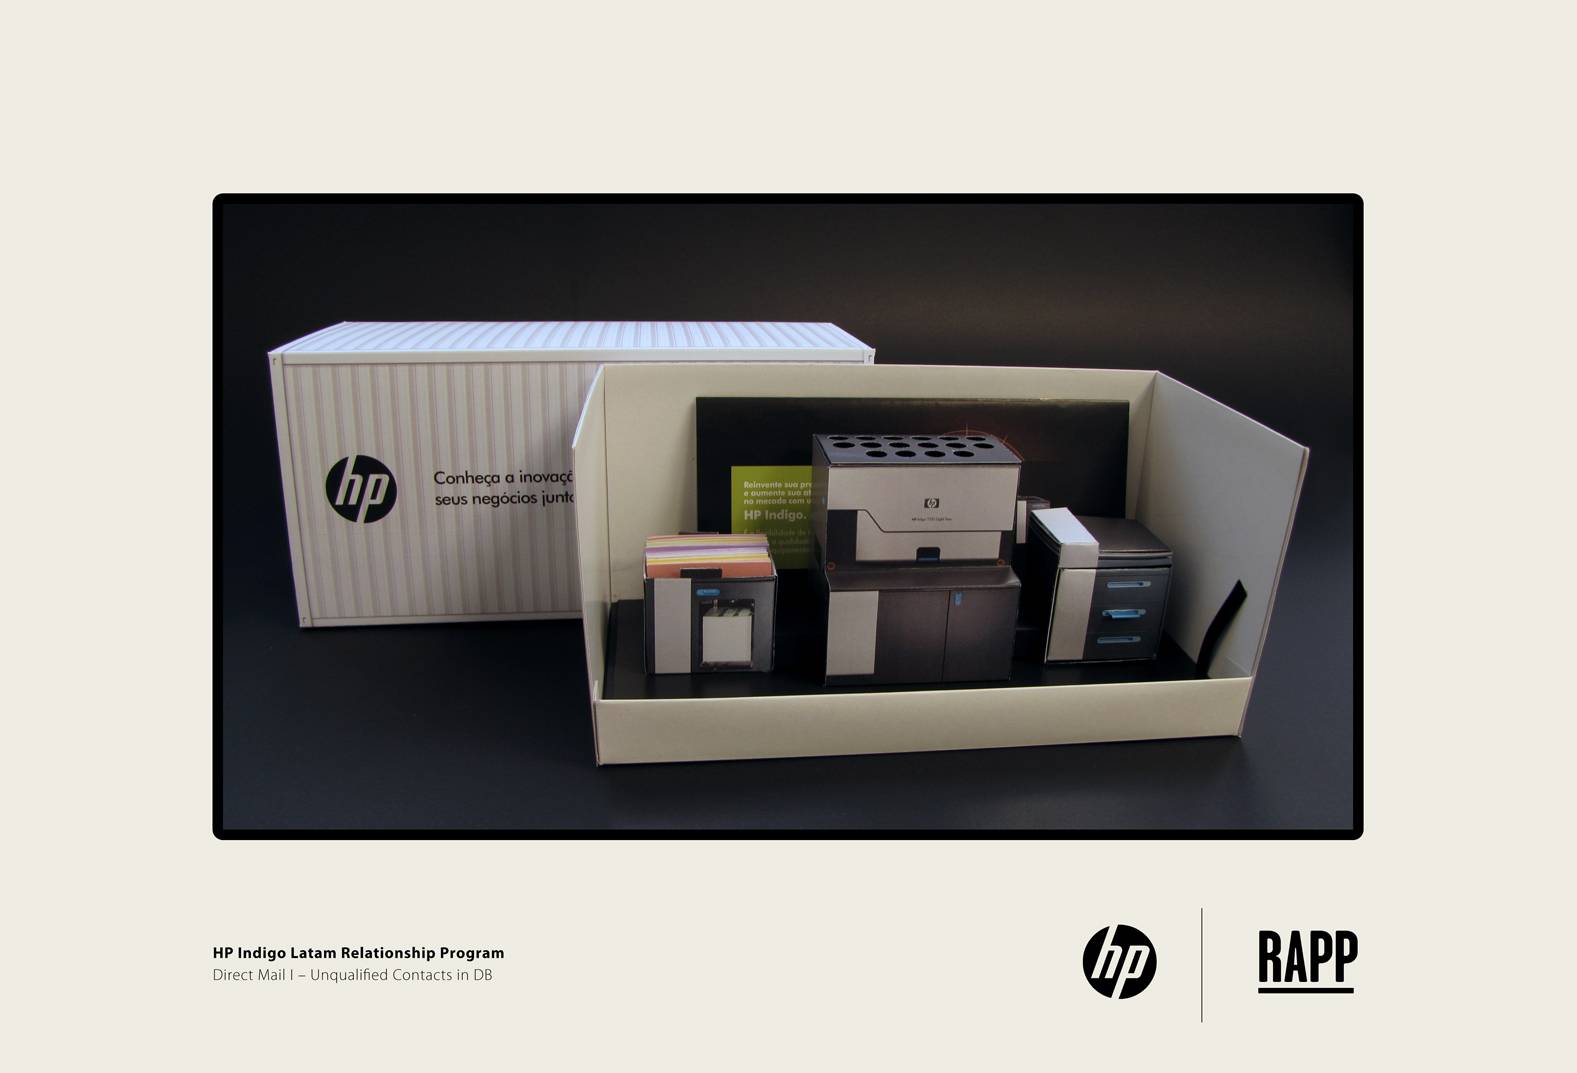 hp
Conheça a inovaç
seus negócios junt
Reinvente sua pr
e aumente sua at
no mercado com u
HP Indigo.
hp
HP Indigo Latam Relationship Program
Direct Mail I – Unqualified Contacts in DB
hp
RAPP